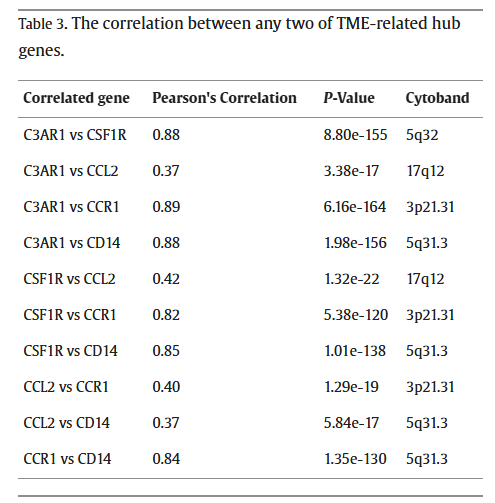 Table 3. The correlation between any two of TME-related hub
genes.
Correlated gene Pearson's Correlation P-Value Cytoband
C3AR1 vs CSF1R 0.88 8.80e-155 5q32
C3AR1 vs CCL2 0.37 3.38e-17 17q12
C3AR1 vs CCR1 0.89 6.16e-164 3p21.31
C3AR1 vs CD14 0.88 1.98e-156 5q31.3
CSF1R vs CCL2 0.42 1.32e-22 17q12
CSF1R vs CCR1 0.82 5.38e-120 3p21.31
CSF1R vs CD14 0.85 1.01e-138 5q31.3
CCL2 vs CCR1 0.40 1.29e-19 3p21.31
CCL2 vs CD14 0.37 5.84e-17 5q31.3
CCR1 vs CD14 0.84 1.35e-130 5q31.3